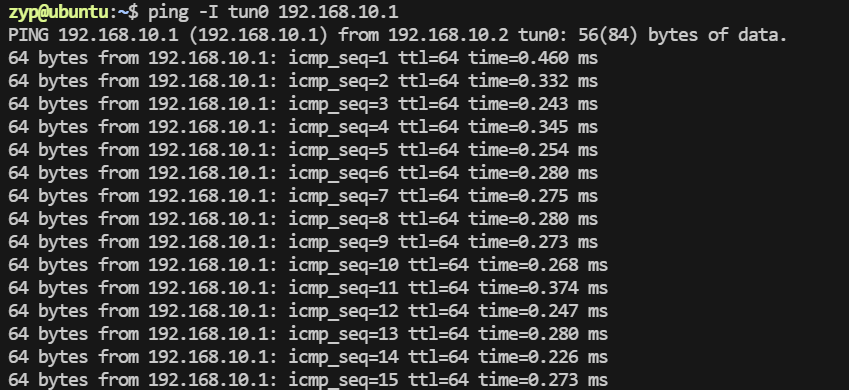 zyp@ubuntu:~$ ping -I tun0 192.168.10.1
PING 192.168.10.1 (192.168.10.1) from 192.168.10.2 tun0: 56(84) bytes of data.
64 bytes from 192.168.10.1: icmp_seq=1 ttl=64 time=0.460 ms
64 bytes from 192.168.10.1: icmp_seq=2 ttl=64 time=0.332 ms
64 bytes from 192.168.10.1: icmp_seq=3 ttl=64 time=0.243 ms
64 bytes from 192.168.10.1: icmp_seq=4 ttl=64 time=0.345 ms
64 bytes from 192.168.10.1: icmp_seq=5 ttl=64 time=0.254 ms
64 bytes from 192.168.10.1: icmp_seq=6 ttl=64 time=0.280 ms
64 bytes from 192.168.10.1: icmp_seq=7 ttl=64 time=0.275 ms
64 bytes from 192.168.10.1: icmp_seq=8 ttl=64 time=0.280 ms
64 bytes from 192.168.10.1: icmp_seq=9 ttl=64 time=0.273 ms
64 bytes from 192.168.10.1: icmp_seq=10 ttl=64 time=0.268 ms
64 bytes from 192.168.10.1: icmp_seq=11 ttl=64 time=0.374 ms
64 bytes from 192.168.10.1: icmp_seq=12 ttl=64 time=0.247 ms
64 bytes from 192.168.10.1: icmp_seq=13 ttl=64 time=0.280 ms
64 bytes from 192.168.10.1: icmp_seq=14 ttl=64 time=0.226 ms
64 bytes from 192.168.10.1: icmp_seq=15 ttl=64 time=0.273 ms